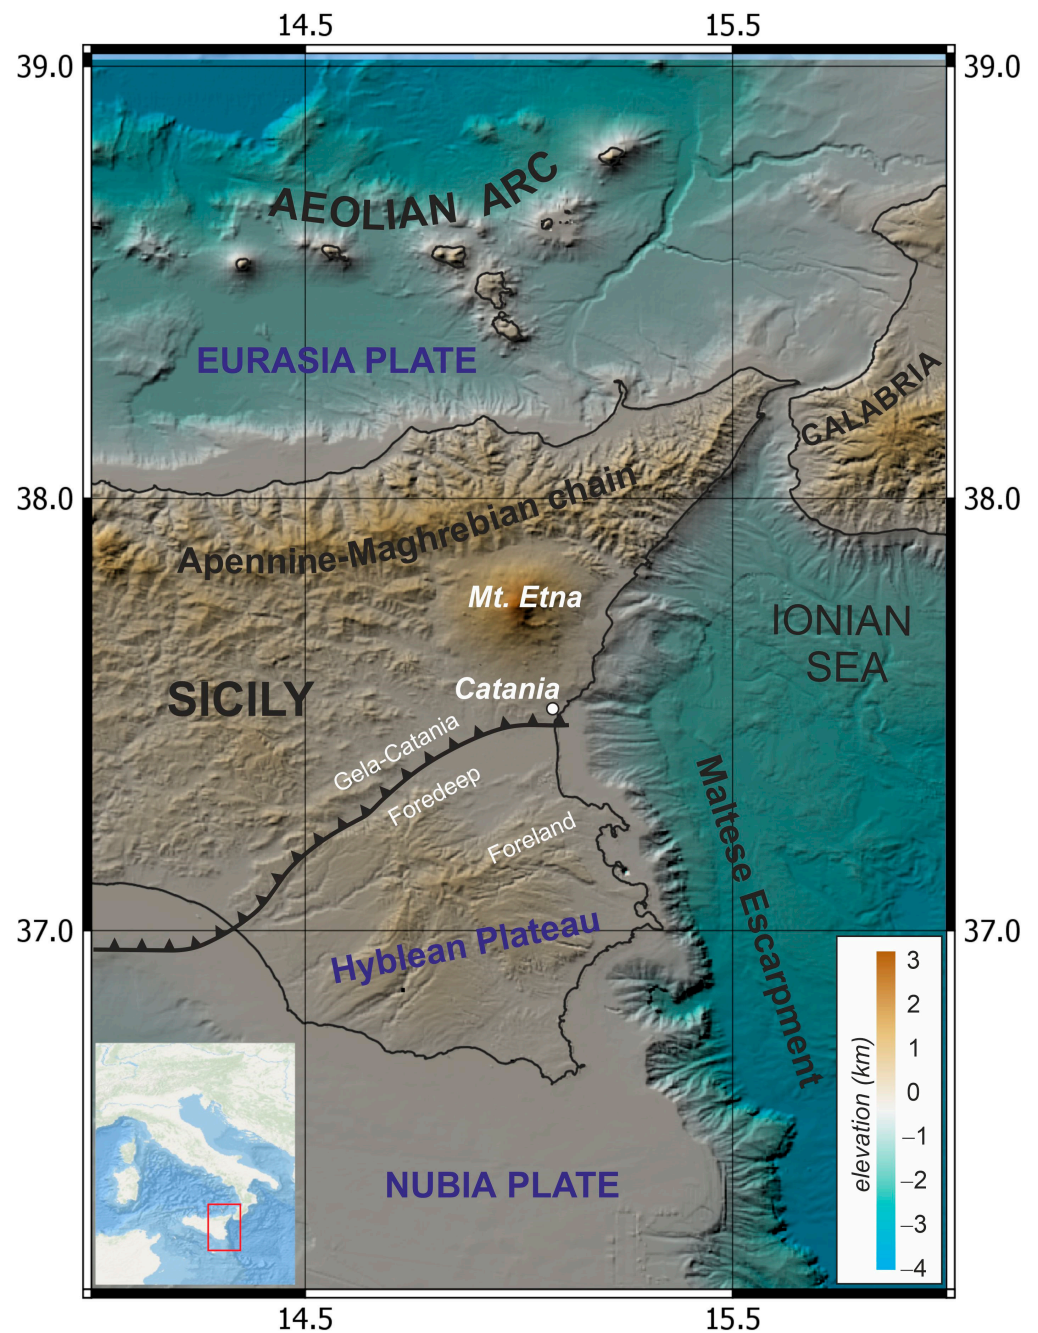 14.5 15.5
39.0 39.0
AEOLIAN ARC
EURASIA PLATE
CALABRIA
38.0 38.0
Apennine-Maghrebian chain
Mt. Etna
IONIAN
SEA
SICILY
Catania
Gela-Catania
Foredeep
Foreland
Maltese Escarpment
37.0 37.0
Hyblean Plateau
NUBIA PLATE
elevation (km)
3
2
1
0
−1
−2
−3
−4
14.5 15.5